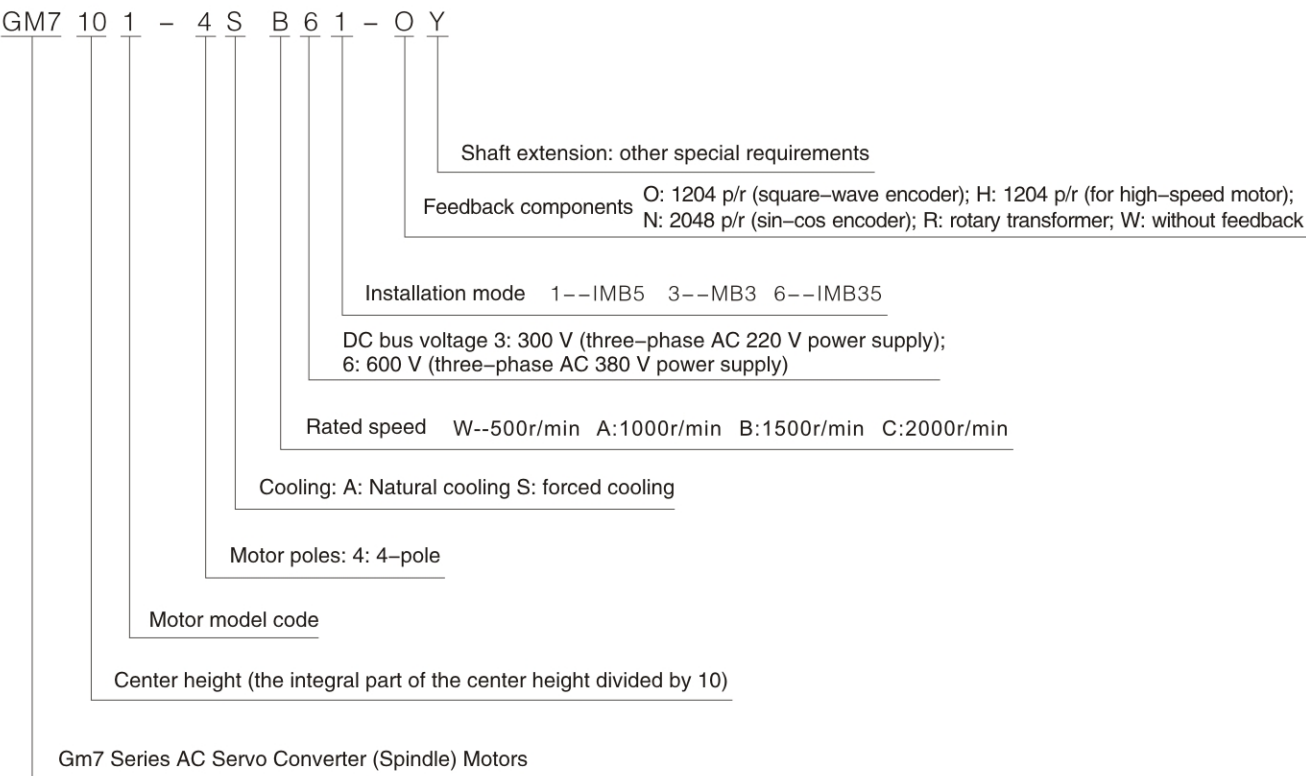 GM7 10 1 – 4 S B 6 1 – O Y
Shaft extension: other special requirements
Feedback components O: 1204 p/r (square–wave encoder); H: 1204 p/r (for high–speed motor);
N: 2048 p/r (sin–cos encoder); R: rotary transformer; W: without feedback
Installation mode 1––IMB5 3––MB3 6––IMB35
DC bus voltage 3: 300 V (three–phase AC 220 V power supply);
6: 600 V (three–phase AC 380 V power supply)
Rated speed W--500r/min A:1000r/min B:1500r/min C:2000r/min
Cooling: A: Natural cooling S: forced cooling
Motor poles: 4: 4–pole
Motor model code
Center height (the integral part of the center height divided by 10)
Gm7 Series AC Servo Converter (Spindle) Motors